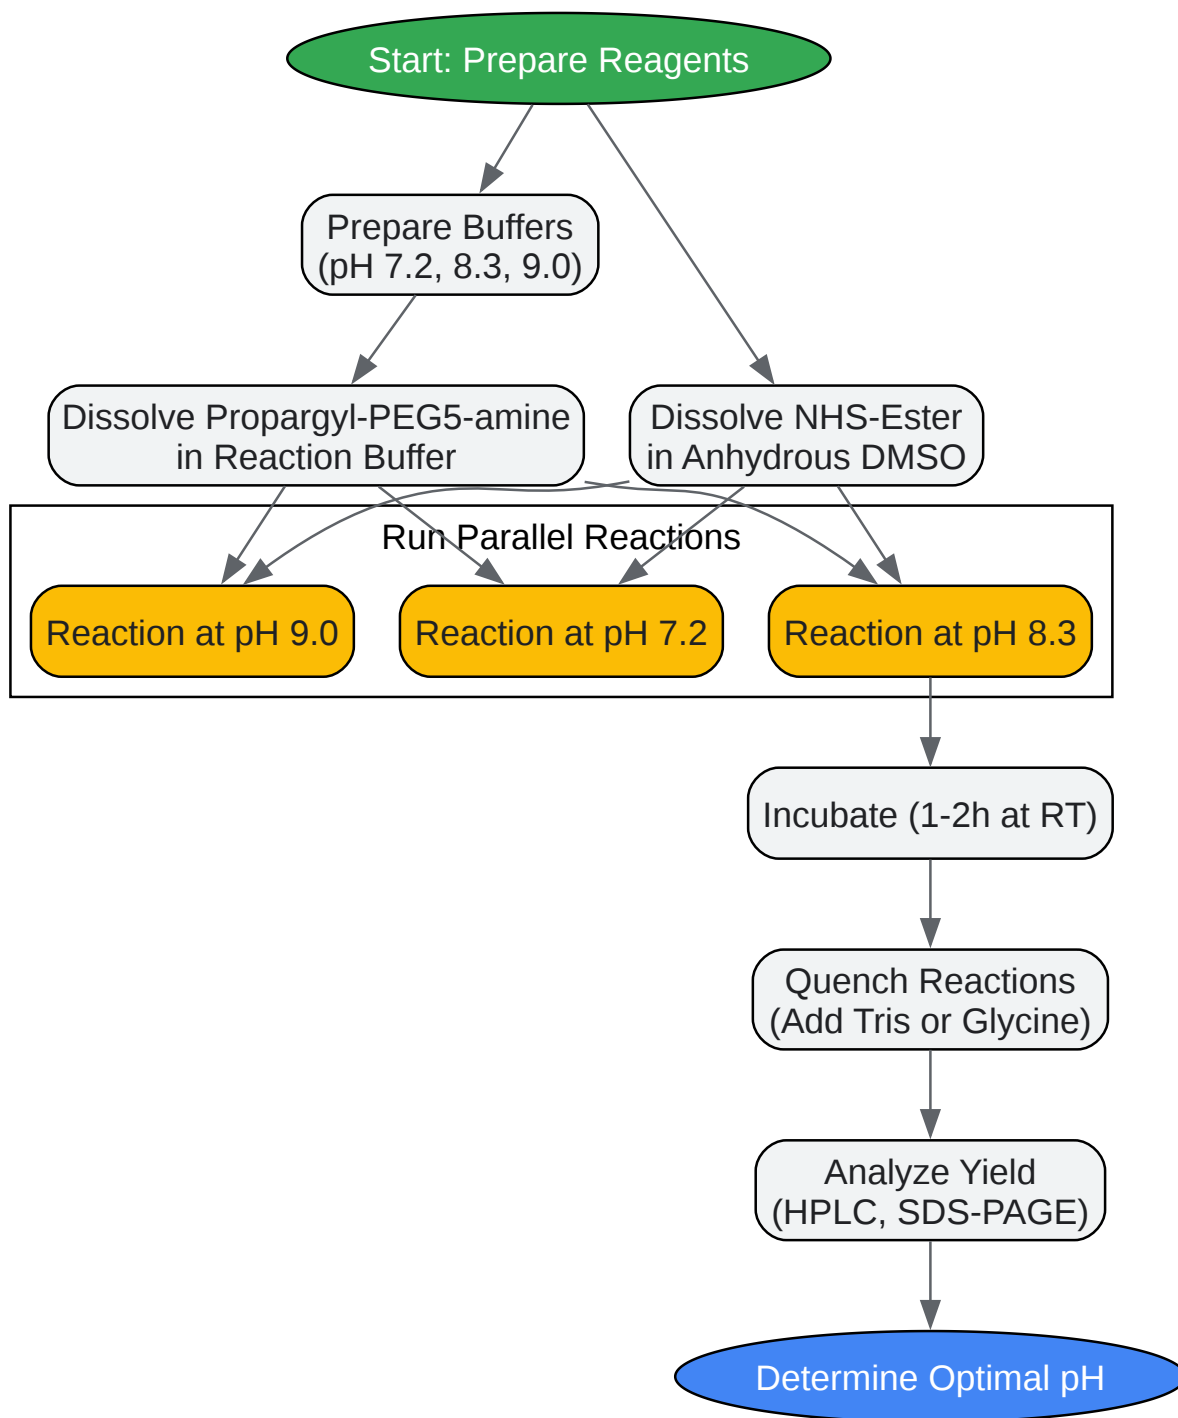 Start: Prepare Reagents
Prepare Buffers
(pH 7.2, 8.3, 9.0)
Dissolve Propargyl-PEG5-amine
in Reaction Buffer
Dissolve NHS-Ester
in Anhydrous DMSO
Run Parallel Reactions
Reaction at pH 9.0
Reaction at pH 7.2
Reaction at pH 8.3
Incubate (1-2h at RT)
Quench Reactions
(Add Tris or Glycine)
Analyze Yield
(HPLC, SDS-PAGE)
Determine Optimal pH